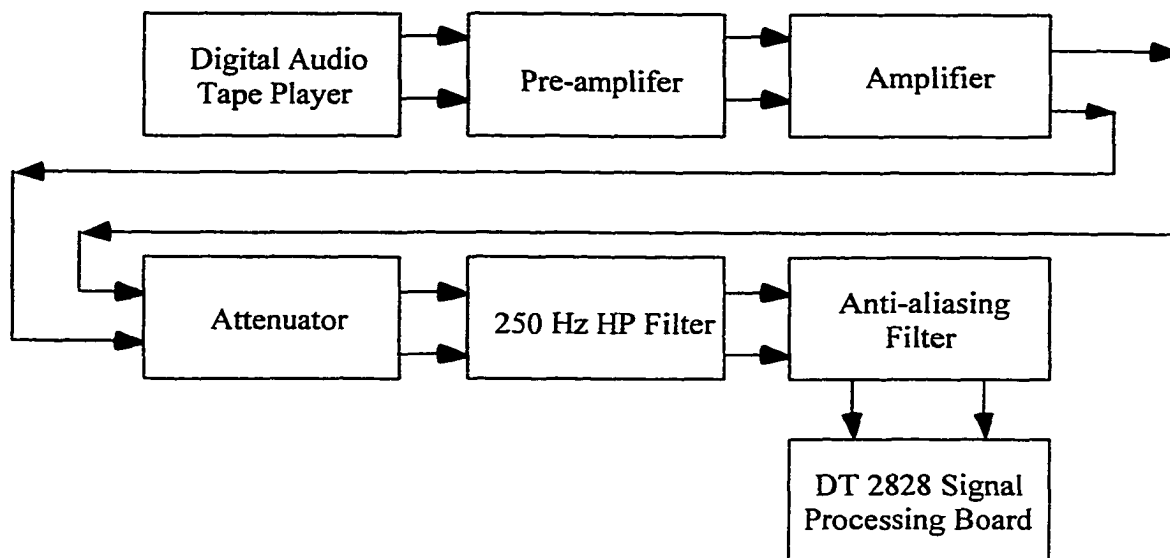 Digital Audio
Tape Player
Pre-amplifer
Amplifier
Attenuator
250 Hz HP Filter
Anti-aliasing
Filter
DT 2828 Signal
Processing Board